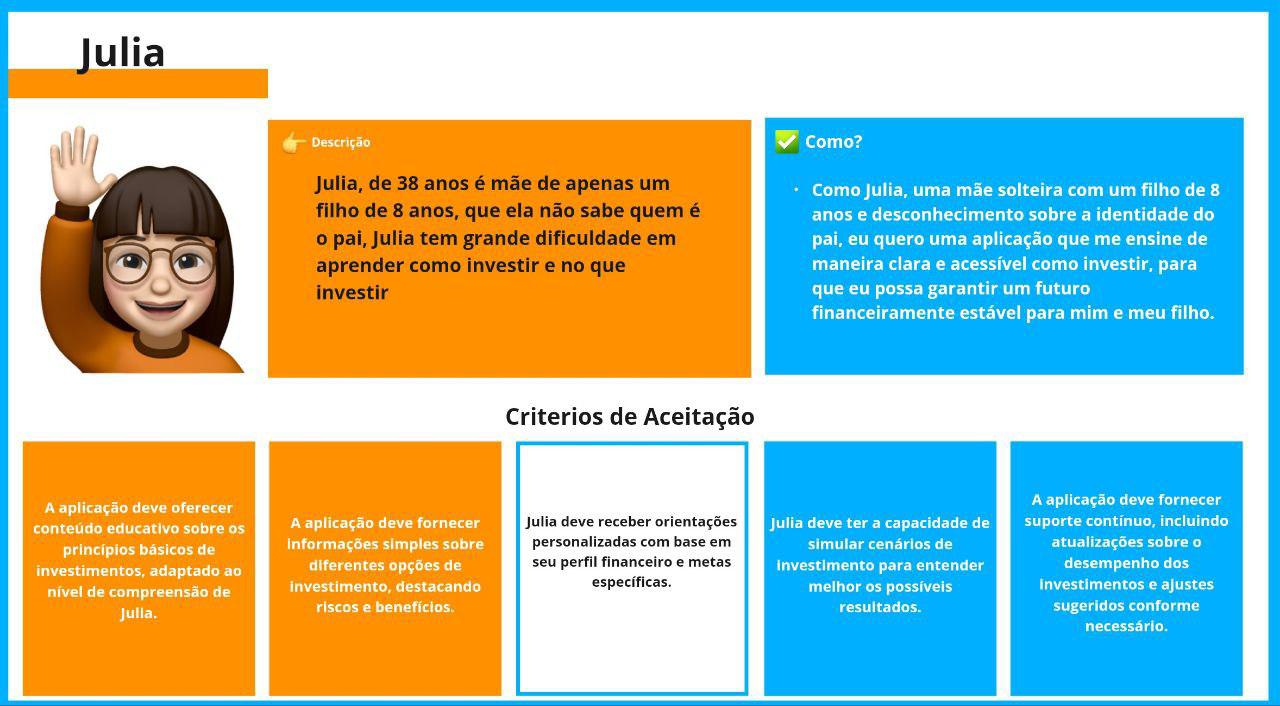 Julia
Descrição
Julia, de 38 anos é mãe de apenas um
filho de 8 anos, que ela não sabe quem é
o pai, Julia tem grande dificuldade em
aprender como investir e no que
investir
Como?
Como Julia, uma mãe solteira com um filho de 8
anos e desconhecimento sobre a identidade do
pai, eu quero uma aplicação que me ensine de
maneira clara e acessível como investir, para
que eu possa garantir um futuro
financeiramente estável para mim e meu filho.
Criterios de Aceitação
A aplicação deve oferecer
conteúdo educativo sobre os
princípios básicos de
investimentos, adaptado ao
nível de compreensão de
Julia.
A aplicação deve fornecer
informações simples sobre
diferentes opções de
investimento, destacando
riscos e benefícios.
Julia deve receber orientações
personalizadas com base em
seu perfil financeiro e metas
específicas.
Julia deve ter a capacidade de
simular cenários de
investimento para entender
melhor os possíveis
resultados.
A aplicação deve fornecer
suporte contínuo, incluindo
atualizações sobre o
desempenho dos
investimentos e ajustes
sugeridos conforme
necessário.